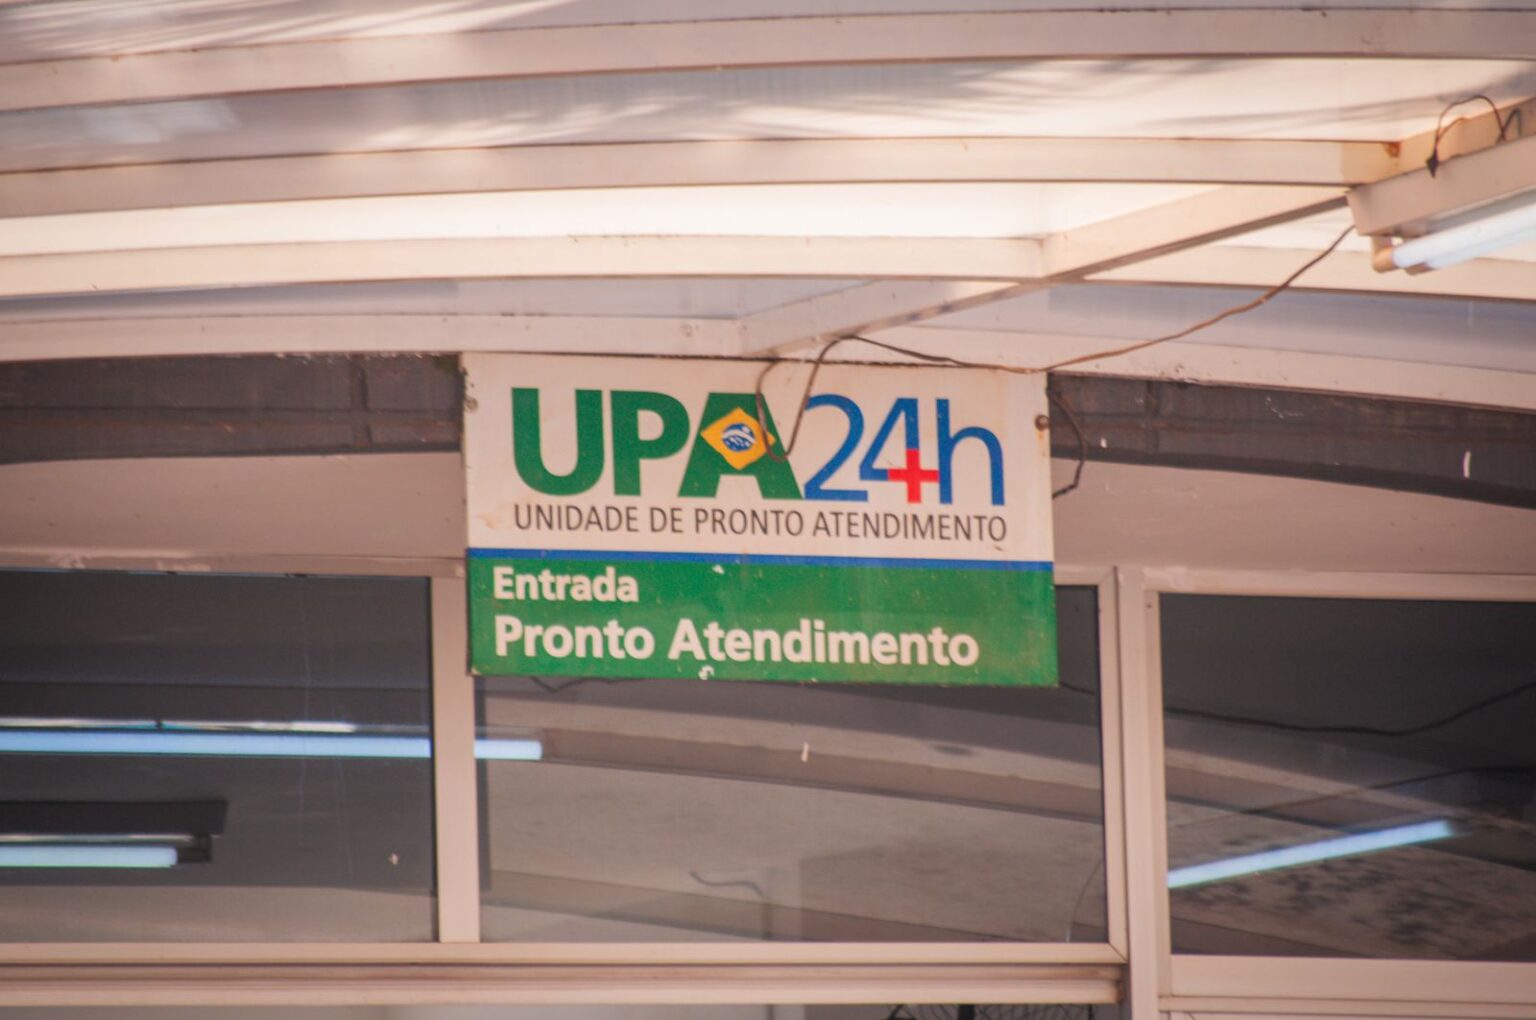 UPA24h
UNIDADE DE PRONTO ATENDIMENTO
Entrada
Pronto Atendimento